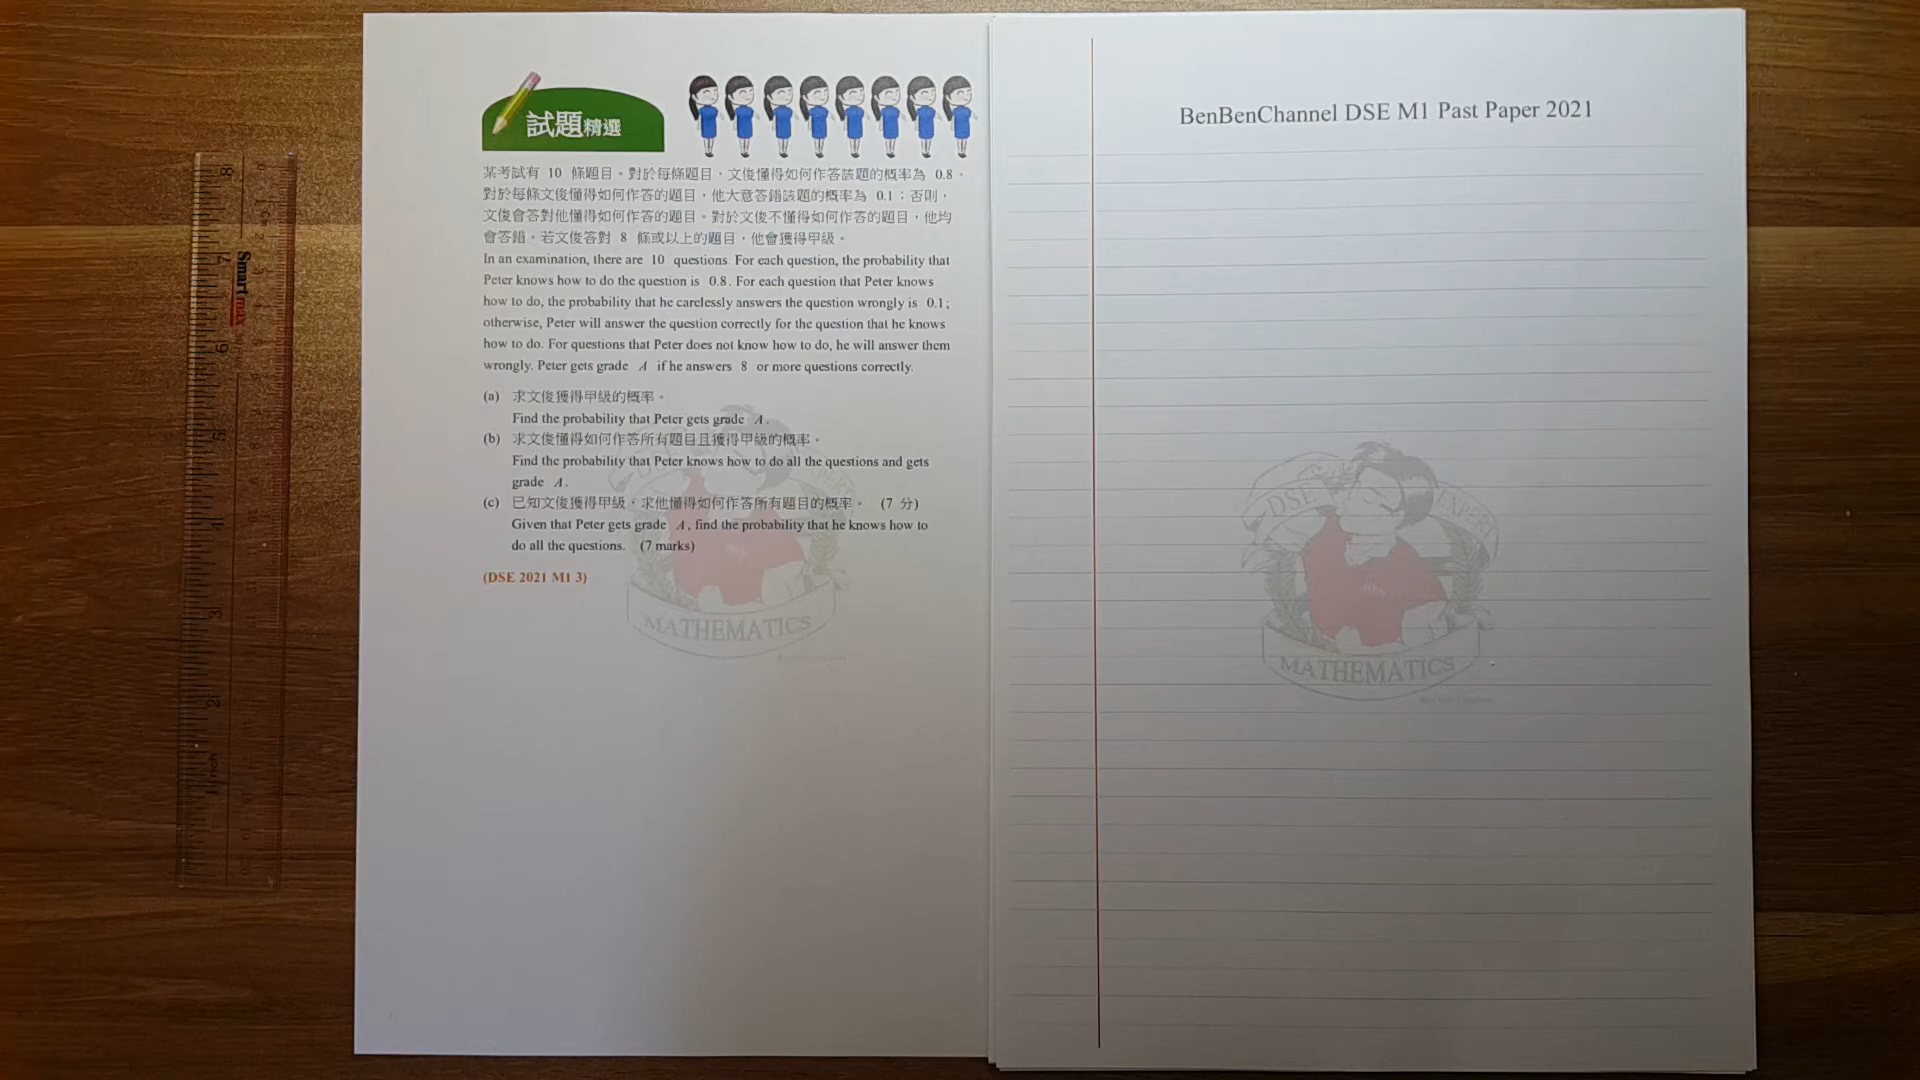 試題精選
某考試有 10 條題目。對於每條題目，文俊懂得如何作答該題的概率為 0.8。
對於每條文俊懂得如何作答的題目，他大意答錯該題的概率為 0.1；否則，
文俊會答對他懂得如何作答的題目。對於文俊不懂得如何作答的題目，他均
會答錯。若文俊答對 8 條或以上的題目，他會獲得甲級。
In an examination, there are 10 questions. For each question, the probability that
Peter knows how to do the question is 0.8. For each question that Peter knows
how to do, the probability that he carelessly answers the question wrongly is 0.1;
otherwise, Peter will answer the question correctly for the question that he knows
how to do. For questions that Peter does not know how to do, he will answer them
wrongly. Peter gets grade A if he answers 8 or more questions correctly.
(a) 求文俊獲得甲級的概率。
Find the probability that Peter gets grade A.
(b) 求文俊懂得如何作答所有題目且獲得甲級的概率。
Find the probability that Peter knows how to do all the questions and gets
grade A.
(c) 已知文俊獲得甲級，求他懂得如何作答所有題目的概率。 (7 分)
Given that Peter gets grade A, find the probability that he knows how to
do all the questions. (7 marks)
(DSE 2021 M1 3)
MATHEMATICS
BenBenChannel DSE M1 Past Paper 2021
DSE EXPERT
MATHEMATICS
Smart max
8
7
6
5
4
3
2
1 inch